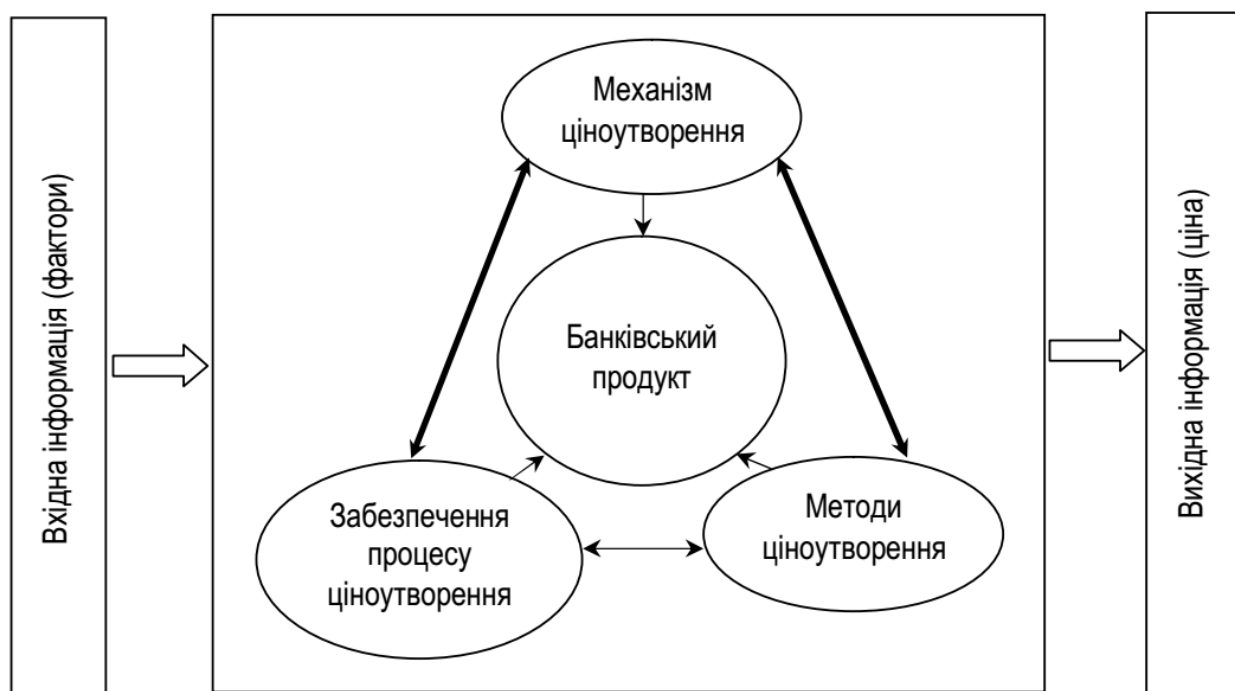 Вхідна інформація (фактори)
Механізм
ціноутворення
Банківський
продукт
Забезпечення
процесу
ціноутворення
Методи
ціноутворення
Вихідна інформація (ціна)